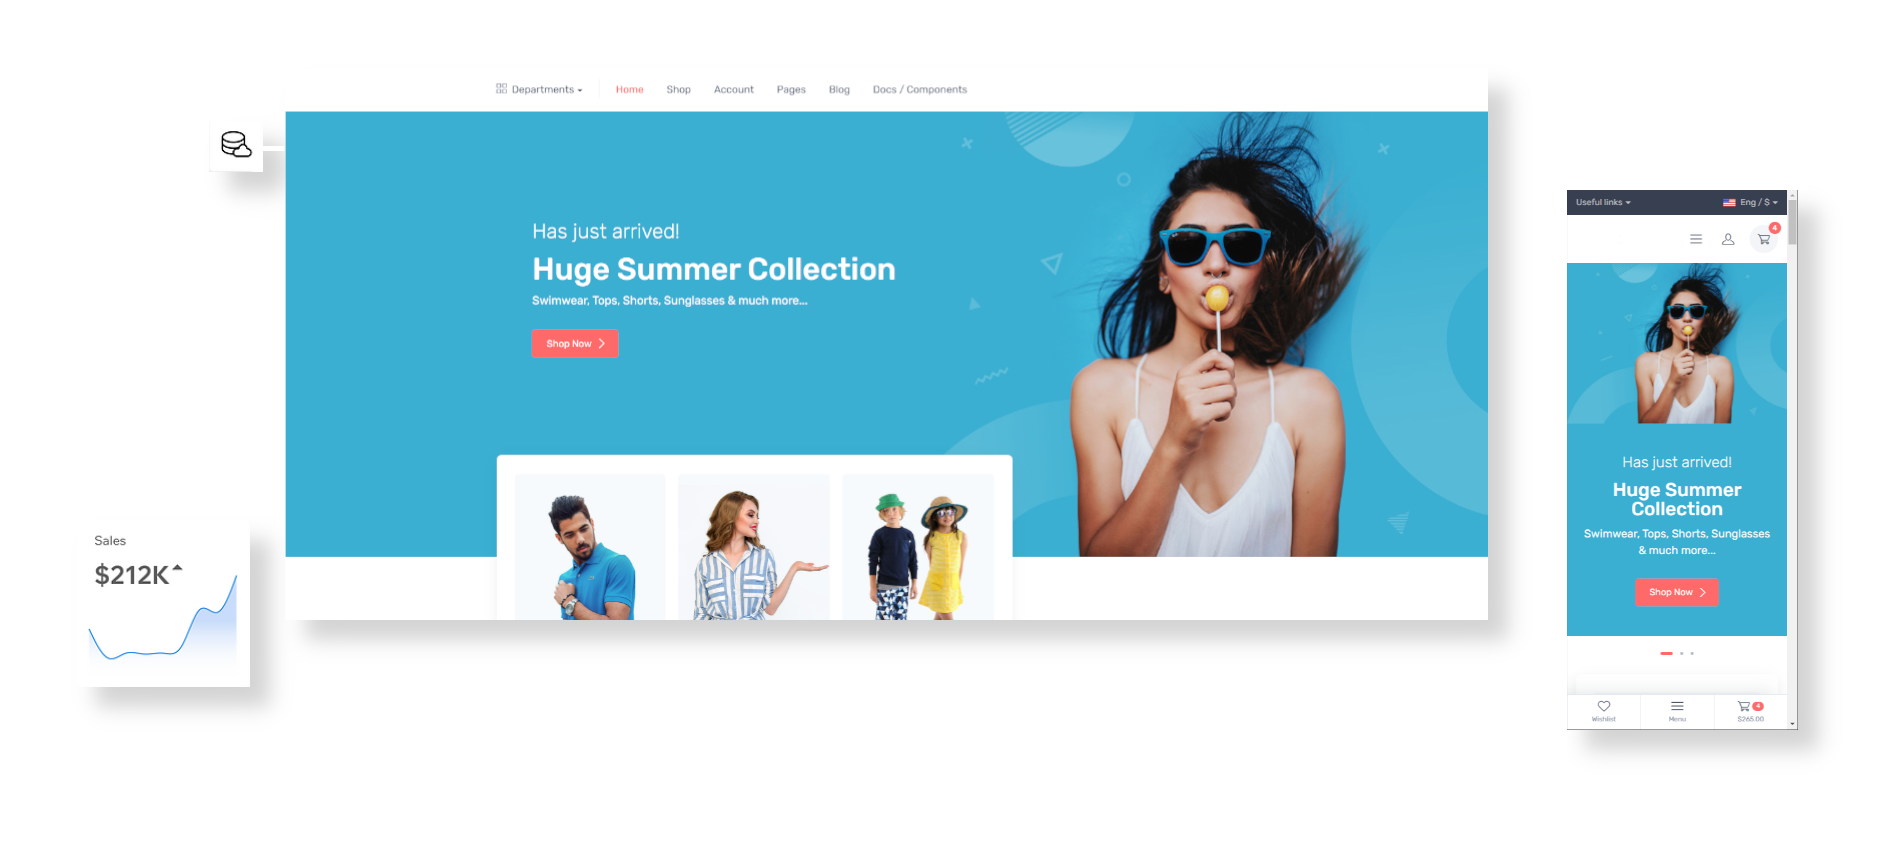 Departments
Home
Shop
Account
Pages
Blog
Docs / Components
Has just arrived!
Huge Summer Collection
Swimwear, Tops, Shorts, Sunglasses & much more...
Shop Now
Sales
$212K
Useful links
Eng / $
4
Has just arrived!
Huge Summer
Collection
Swimwear, Tops, Shorts, Sunglasses
& much more...
Shop Now
4
Wishlist
Menu
$265.00